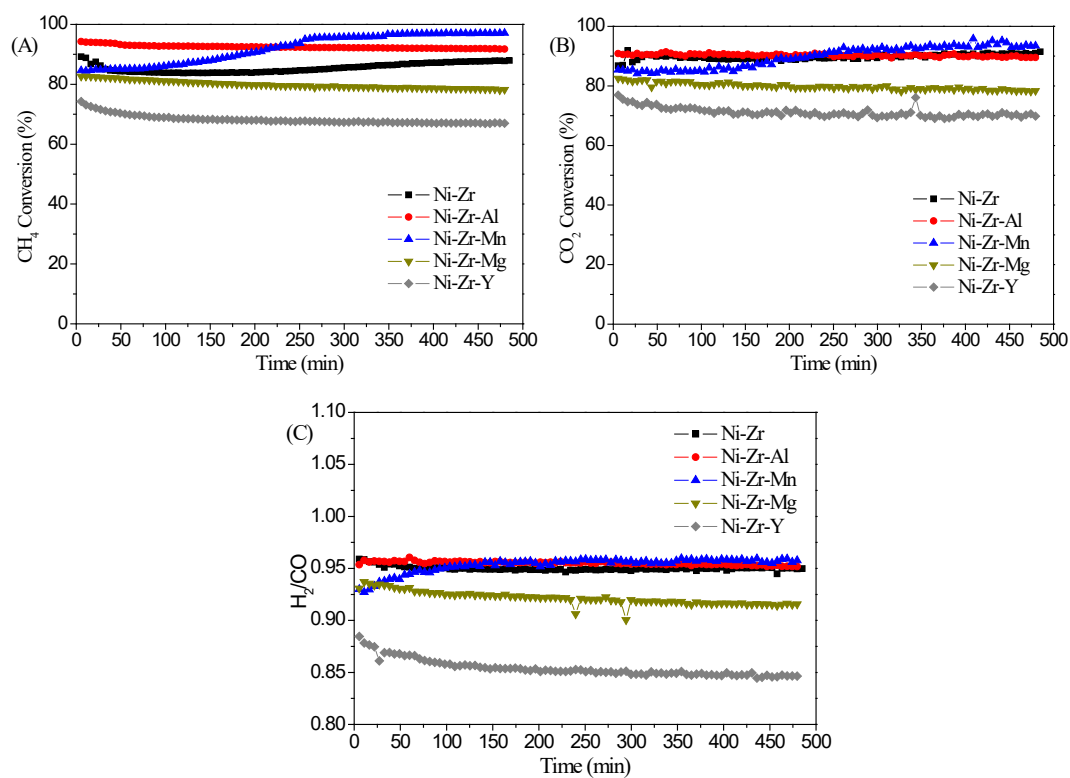 (A)
CH4 Conversion (%)
100
80
60
40
20
0
Ni-Zr
Ni-Zr-Al
Ni-Zr-Mn
Ni-Zr-Mg
Ni-Zr-Y
0 50 100 150 200 250 300 350 400 450 500
Time (min)
(B)
CO2 Conversion (%)
100
80
60
40
20
0
Ni-Zr
Ni-Zr-Al
Ni-Zr-Mn
Ni-Zr-Mg
Ni-Zr-Y
0 50 100 150 200 250 300 350 400 450 500
Time (min)
(C)
H2/CO
1.10
1.05
1.00
0.95
0.90
0.85
0.80
Ni-Zr
Ni-Zr-Al
Ni-Zr-Mn
Ni-Zr-Mg
Ni-Zr-Y
0 50 100 150 200 250 300 350 400 450 500
Time (min)